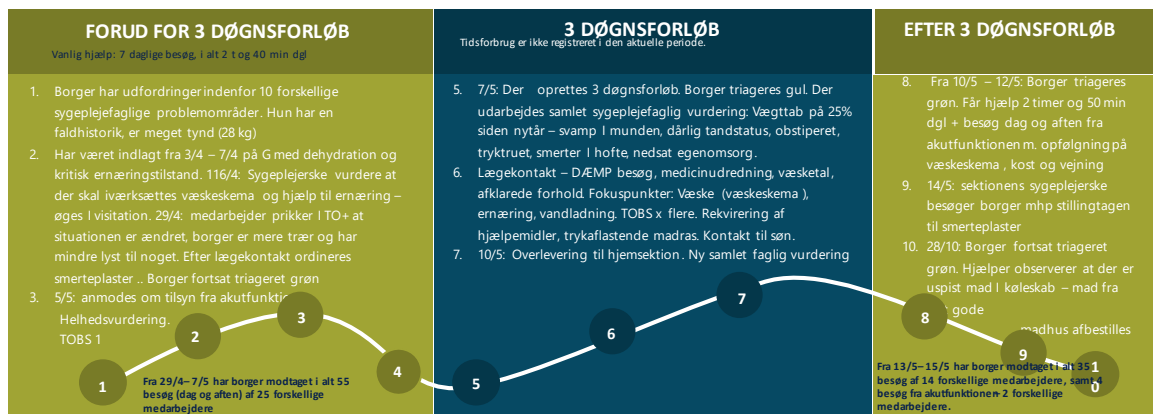 FORUD FOR 3 DØGNSFORLØB
Vanlig hjælp: 7 daglige besøg, i alt 2 t og 40 min dgl
1. Borger har udfordringer indenfor 10 forskellige
sygeplejefaglige problemområder. Hun har en
faldhistorik, er meget tynd (28 kg)
2. Har været indlagt fra 3/4 – 7/4 på G med dehydration og
kritisk ernæringstilstand. 116/4: Sygeplejerske vurdere at
der skal iværksættes væskeskema og hjælp til ernæring –
øges I visitation. 29/4: medarbejder prikker I TO+ at
situationen er ændret, borger er mere trær og har
mindre lyst til noget. Efter lægekontakt ordineres
smerteplaster .. Borger fortsat triageret grøn
3. 5/5: anmodes om tilsyn fra
Helhedsvurdering.
TOBS 1
1
2
3
4
Fra 29/4– 7/5 har borger modtaget i alt 55
besøg (dag og aften) af 25 forskellige
medarbejdere
3 DØGNSFORLØB
Tidsforbrug er ikke registreret i den aktuelle periode.
5. 7/5: Der oprettes 3 døgnsforløb. Borger triageres gul. Der
udarbejdes samlet sygeplejefaglig vurdering: Vægttab på 25%
siden nytår – svamp I munden, dårlig tandstatus, obstiperet,
tryktruet, smerter I hofte, nedsat egenomsorg.
6. Lægekontakt – DÆMP besøg, medicinudredning, væsketal,
afklarede forhold. Fokuspunkter: Væske (væskeskema ),
ernæring, vandladning. TOBS x flere. Rekvirering af
hjælpemidler, trykaflastende madras. Kontakt til søn.
7. 10/5: Overlevering til hjemsektion. Ny samlet faglig vurdering
5
6
7
EFTER 3 DØGNSFORLØB
8. Fra 10/5 – 12/5: Borger triageres
grøn. Får hjælp 2 timer og 50 min
dgl + besøg dag og aften fra
akutfunktionen m. opfølgning på
væskeskema , kost og vejning
9. 14/5: sektionens sygeplejerske
besøger borger mhp stillingtagen
til smerteplaster
10. 28/10: Borger fortsat triageret
grøn. Hjælper observerer at der er
uspist mad I køleskab – mad fra
gode
madhus afbestilles
8
9
10
Fra 13/5– 15/5 har borger modtaget i alt 35
besøg af 14 forskellige medarbejdere, samt 4
besøg fra akutfunktionen– 2 forskellige
medarbejdere.